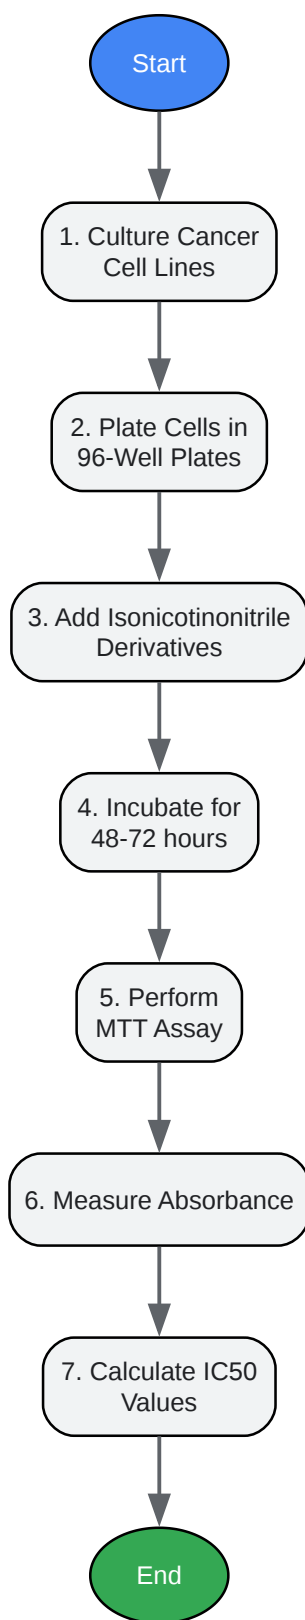 Start
1. Culture Cancer
Cell Lines
2. Plate Cells in
96-Well Plates
3. Add Isonicotinonitrile
Derivatives
4. Incubate for
48-72 hours
5. Perform
MTT Assay
6. Measure Absorbance
7. Calculate IC50
Values
End